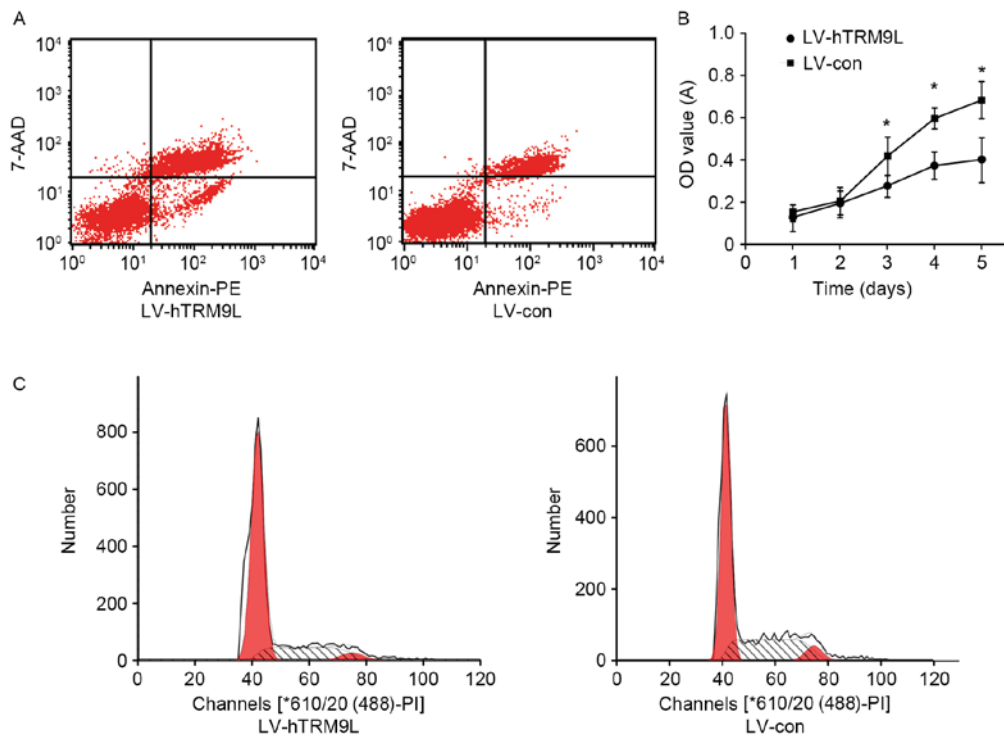 A
10⁴
10³
10²
10¹
10⁰
7-AAD
10⁰ 10¹ 10² 10³ 10⁴
Annexin-PE
LV-hTRM9L
10⁴
10³
10²
10¹
10⁰
7-AAD
10⁰ 10¹ 10² 10³ 10⁴
Annexin-PE
LV-con
B
LV-hTRM9L
LV-con
1.0
0.8
0.6
0.4
0.2
0
OD value (A)
* * *
0 1 2 3 4 5
Time (days)
C
800
600
400
200
0
Number
0 20 40 60 80 100 120
Channels [*610/20 (488)-PI]
LV-hTRM9L
600
400
200
0
Number
0 20 40 60 80 100 120
Channels [*610/20 (488)-PI]
LV-con